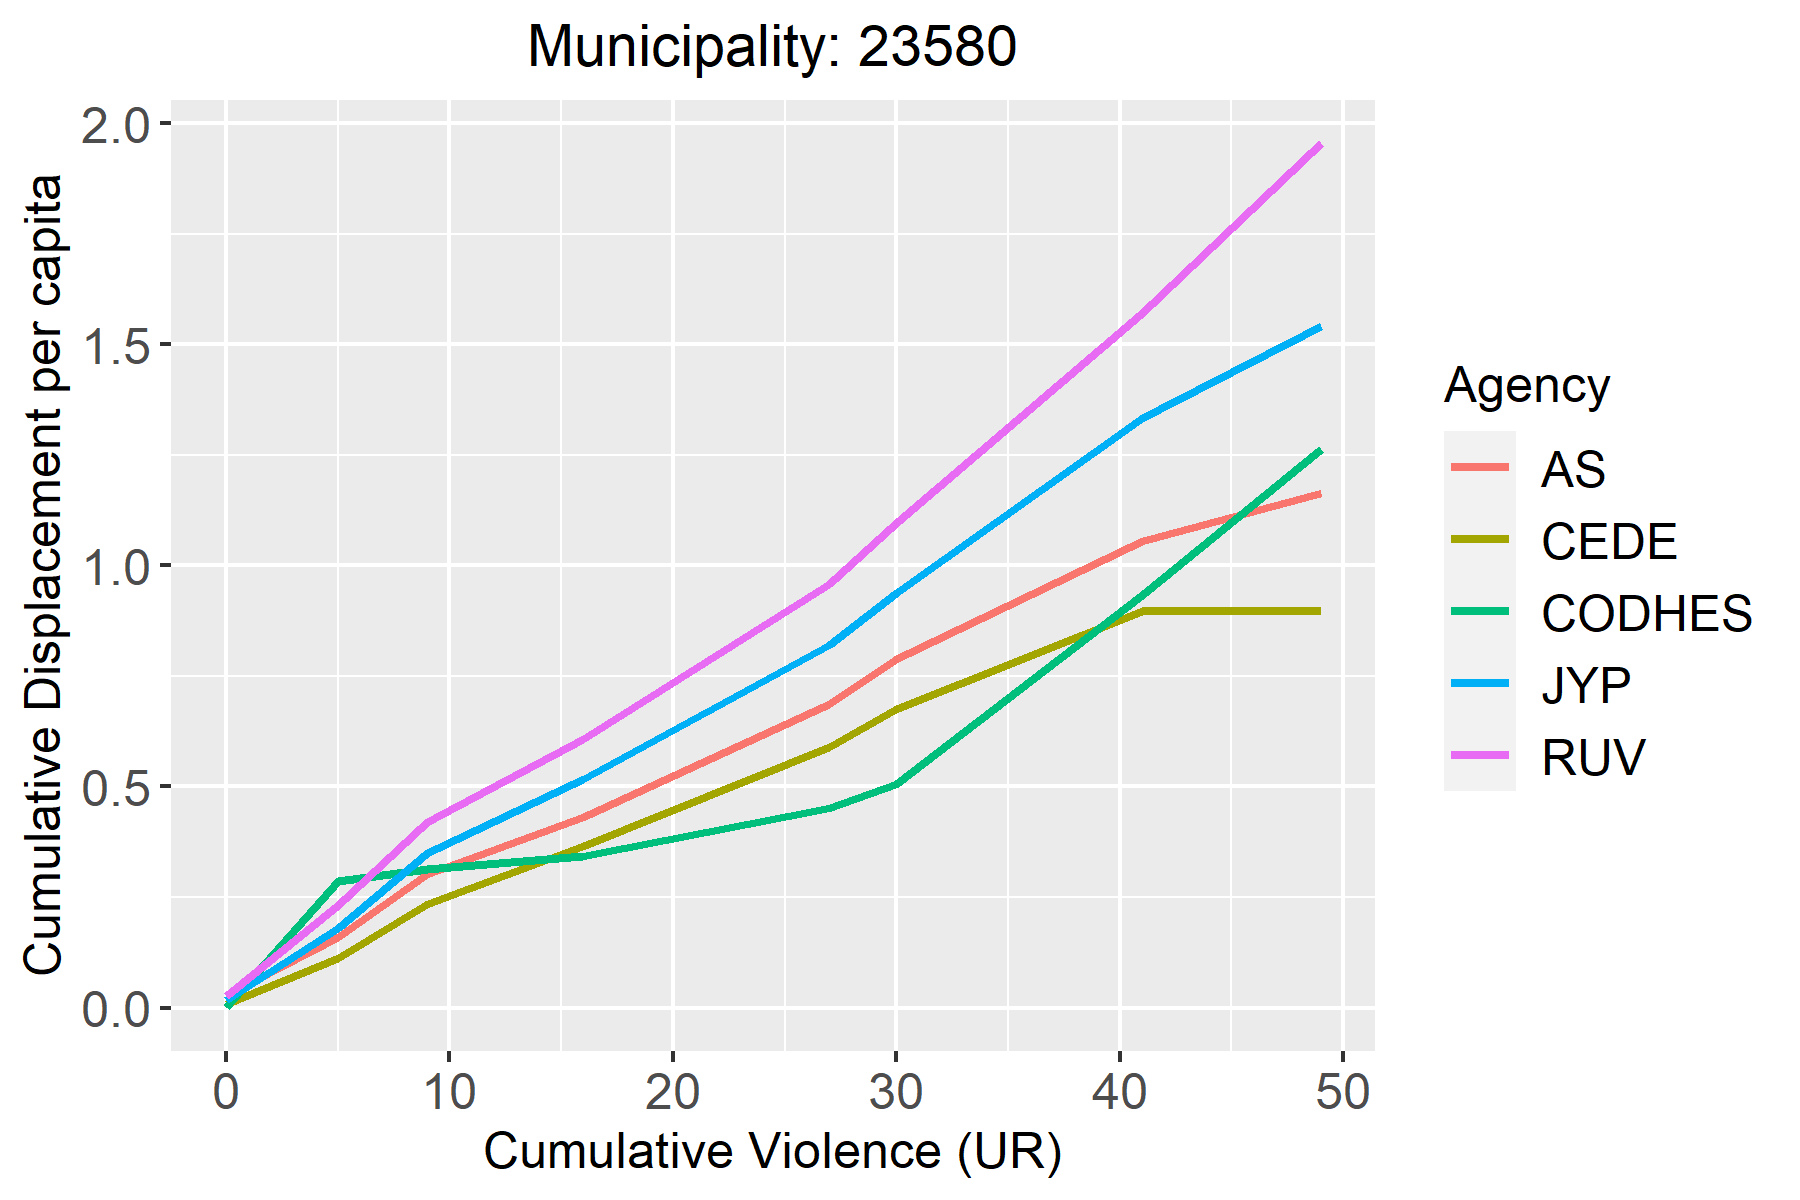 Municipality: 23580
Cumulative Displacement per capita
2.0
1.5
1.0
0.5
0.0
0 10 20 30 40 50
Cumulative Violence (UR)
Agency
AS
CEDE
CODHES
JYP
RUV